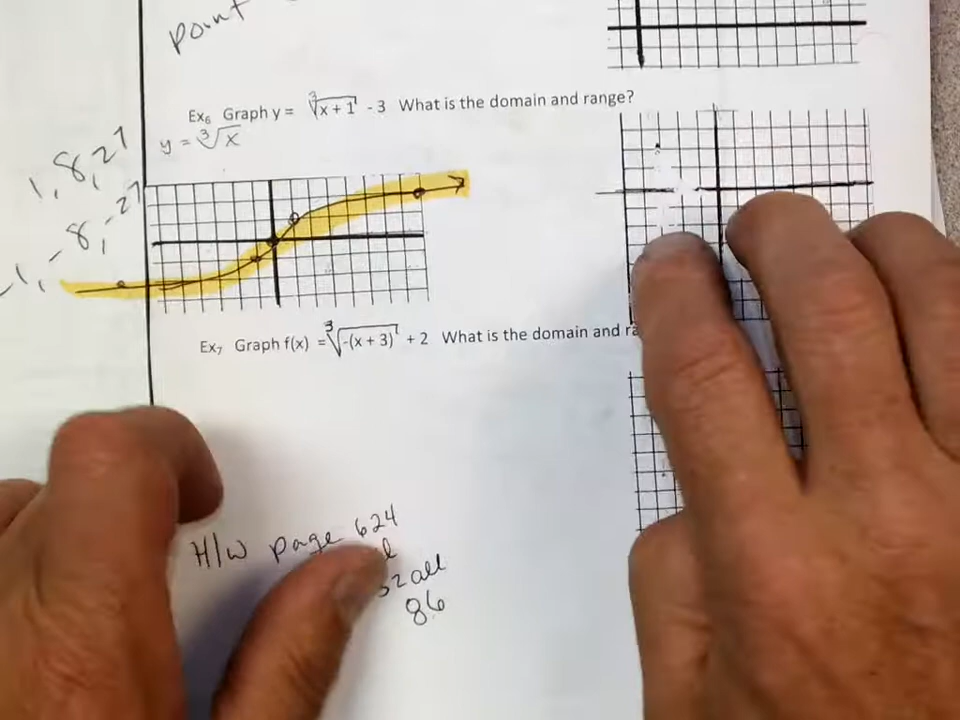 point
Ex₆ Graph y = ∛x + 1 - 3 What is the domain and range?
y = ∛x
1, 8, 27
-1, -8, -27
Ex₇ Graph f(x) = ∛-(x + 3) + 2 What is the domain and
H/W page 624
all
86